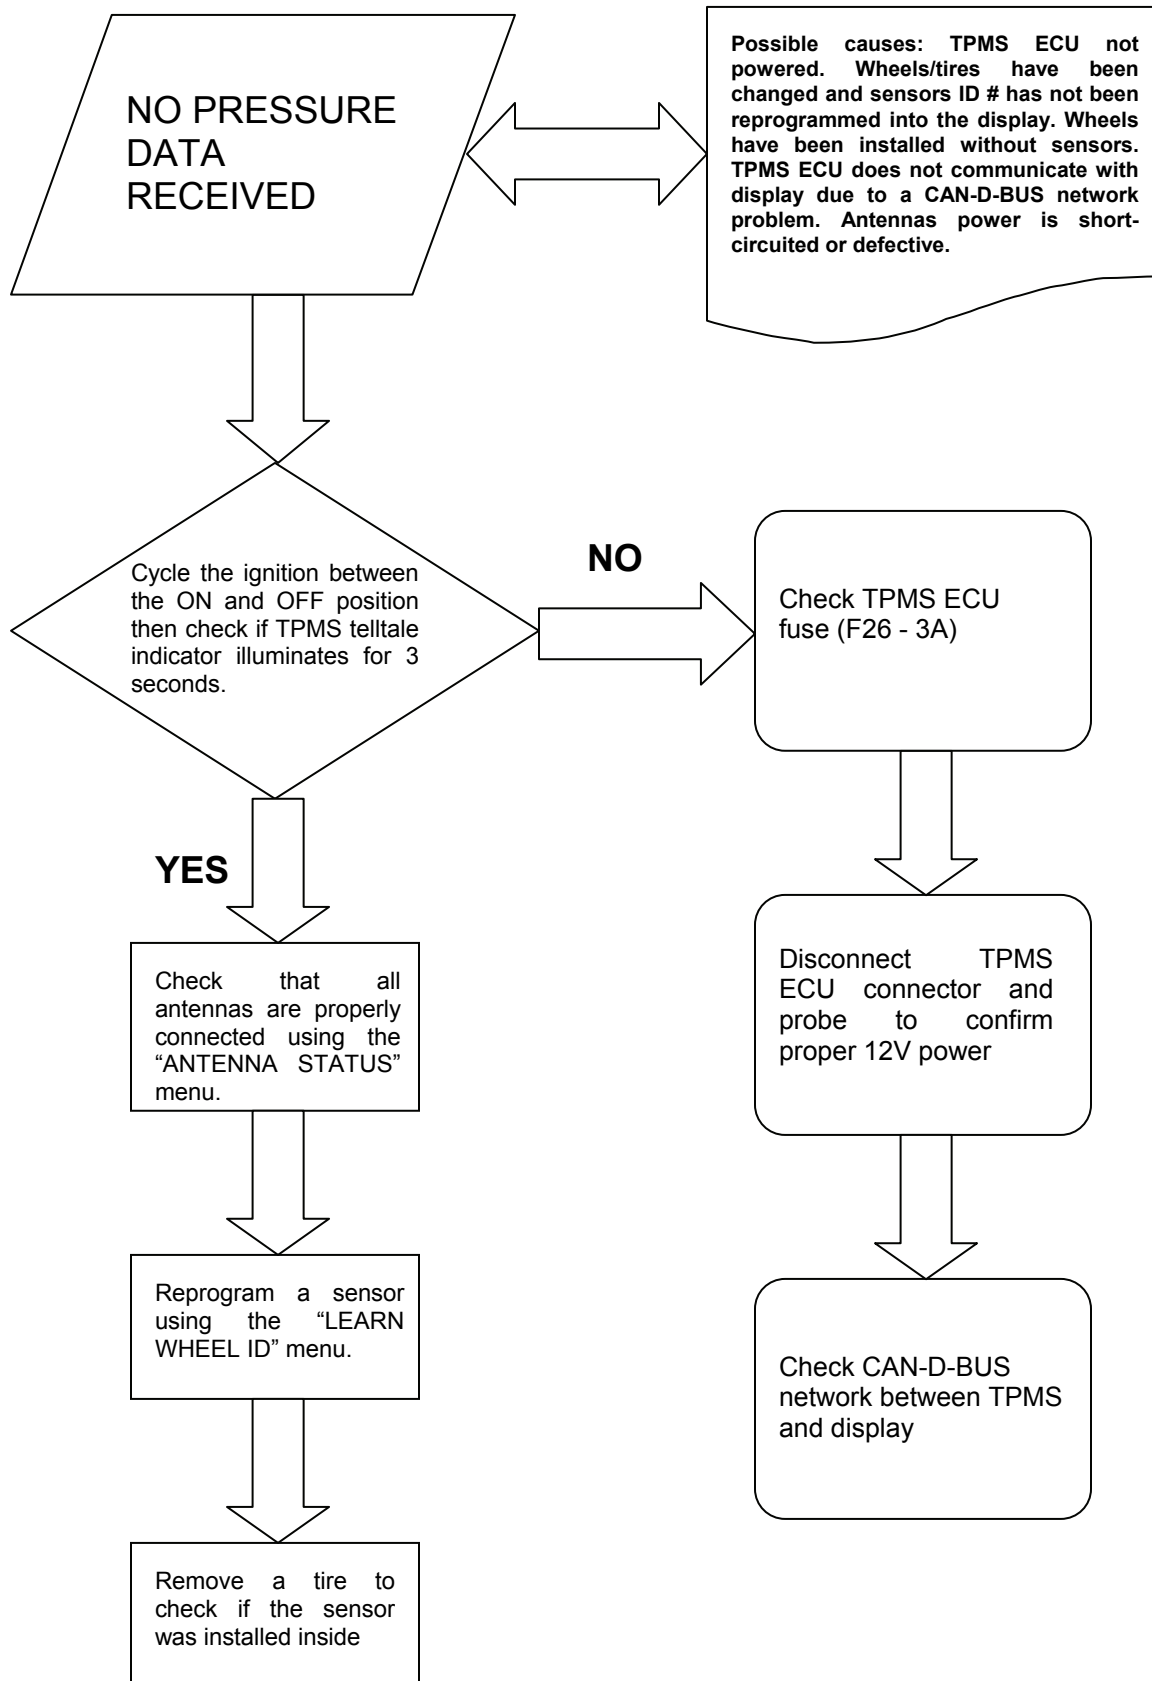 NO PRESSURE
DATA
RECEIVED
Possible causes: TPMS ECU not
powered. Wheels/tires have been
changed and sensors ID # has not been
reprogrammed into the display. Wheels
have been installed without sensors.
TPMS ECU does not communicate with
display due to a CAN-D-BUS network
problem. Antennas power is short-
circuited or defective.
Cycle the ignition between
the ON and OFF position
then check if TPMS telltale
indicator illuminates for 3
seconds.
NO
Check TPMS ECU
fuse (F26 - 3A)
YES
Check that all
antennas are properly
connected using the
“ANTENNA STATUS”
menu.
Disconnect TPMS
ECU connector and
probe to confirm
proper 12V power
Reprogram a sensor
using the “LEARN
WHEEL ID” menu.
Check CAN-D-BUS
network between TPMS
and display
Remove a tire to
check if the sensor
was installed inside